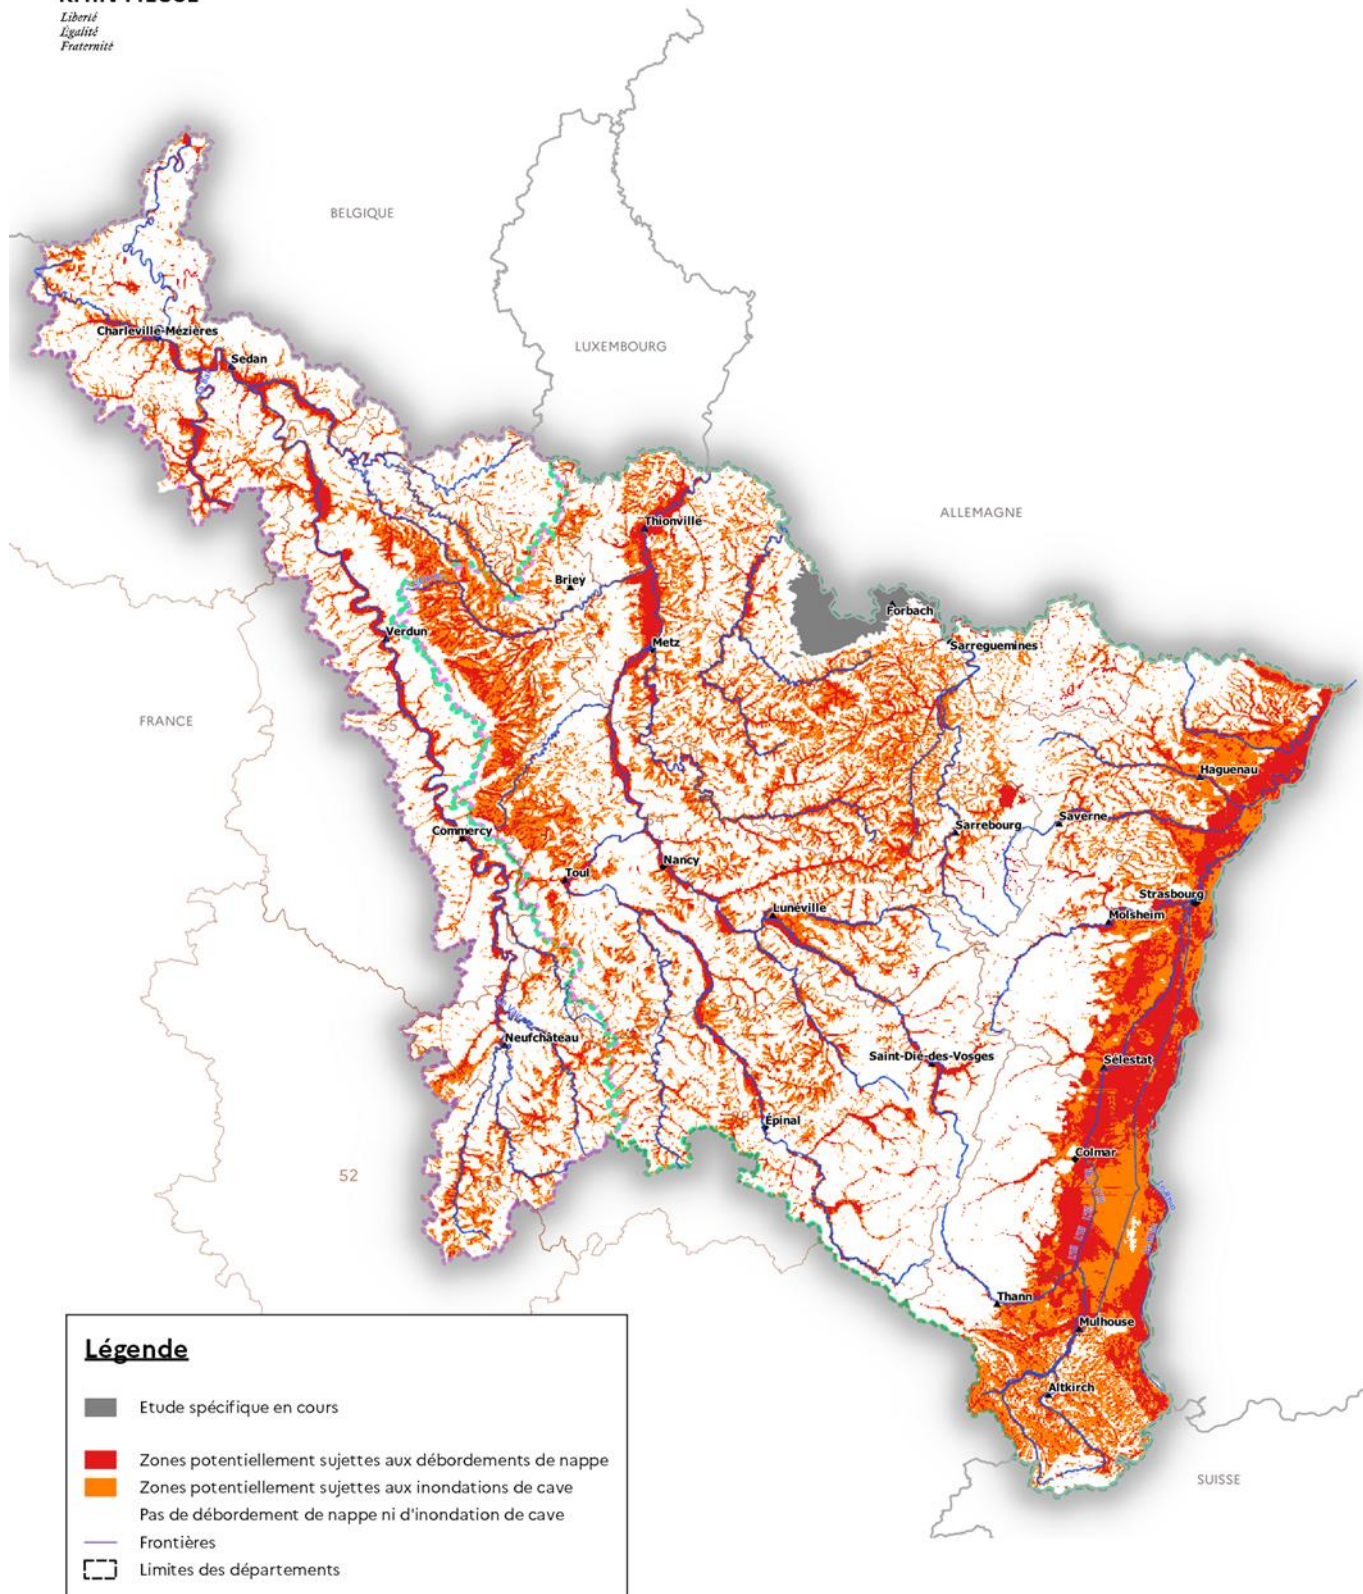 Liberté
Égalité
Fraternité
BELGIQUE
LUXEMBOURG
ALLEMAGNE
FRANCE
SUISSE
Charleville-Mézières
Sedan
Thionville
Briey
Forbach
Verdun
Metz
Sarreguemines
Haguenau
Commercy
Sarrebourg
Saverne
Nancy
Toul
Strasbourg
Lunéville
Molsheim
Neufchâteau
Saint-Dié-des-Vosges
Sélestat
Épinal
Colmar
52
Thann
Mulhouse
Altkirch
Légende
Etude spécifique en cours
Zones potentiellement sujettes aux débordements de nappe
Zones potentiellement sujettes aux inondations de cave
Pas de débordement de nappe ni d'inondation de cave
Frontières
Limites des départements